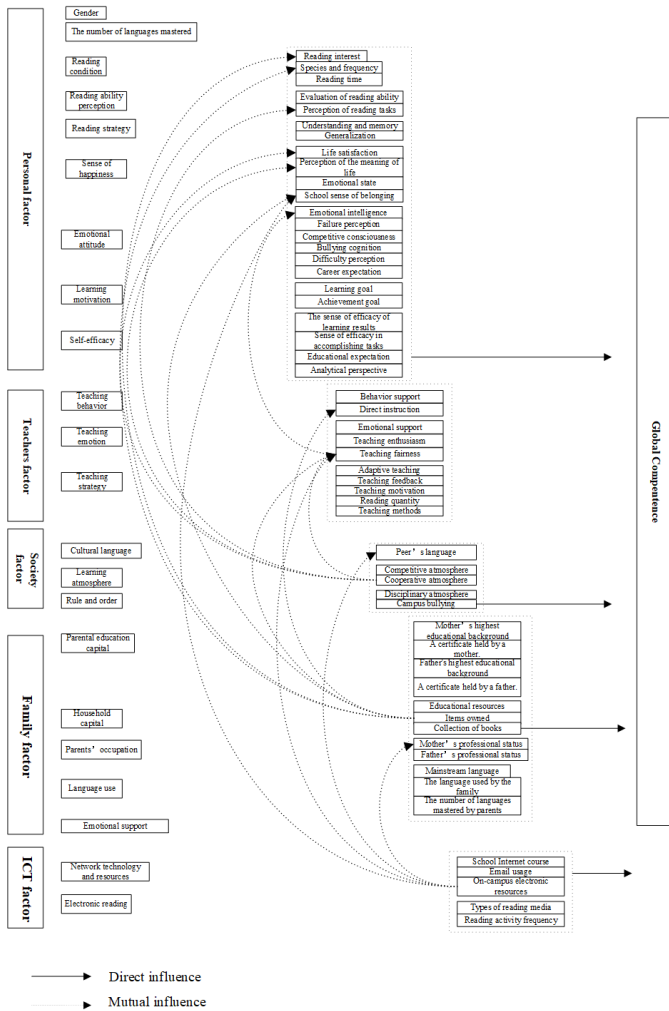 Personal factor
Gender
The number of languages mastered
Reading
condition
Reading ability
perception
Reading strategy
Sense of
happiness
Emotional
attitude
Learning
motivation
Self-efficacy
Reading interest
Species and frequency
Reading time
Evaluation of reading ability
Perception of reading tasks
Understanding and memory
Generalization
Life satisfaction
Perception of the meaning of
life
Emotional state
School sense of belonging
Emotional intelligence
Failure perception
Competitive consciousness
Bullying cognition
Difficulty perception
Career expectation
Learning goal
Achievement goal
The sense of efficacy of
learning results
Sense of efficacy in
accomplishing tasks
Educational expectation
Analytical perspective
Teachers factor
Teaching
behavior
Teaching
emotion
Teaching
strategy
Behavior support
Direct instruction
Emotional support
Teaching enthusiasm
Teaching fairness
Adaptive teaching
Teaching feedback
Teaching motivation
Reading quantity
Teaching methods
Society
factor
Cultural language
Learning
atmosphere
Rule and order
Peer’s language
Competitive atmosphere
Cooperative atmosphere
Disciplinary atmosphere
Campus bullying
Family factor
Parental education
capital
Household
capital
Parents’ occupation
Language use
Emotional support
Mother’s highest
educational background
A certificate held by a
mother.
Father's highest educational
background
A certificate held by a father.
Educational resources
Items owned
Collection of books
Mother’s professional status
Father’s professional status
Mainstream language
The language used by the
family
The number of languages
mastered by parents
ICT factor
Network technology
and resources
Electronic reading
School Internet course
Email usage
On-campus electronic
resources
Types of reading media
Reading activity frequency
Global Compentence
Direct influence
Mutual influence